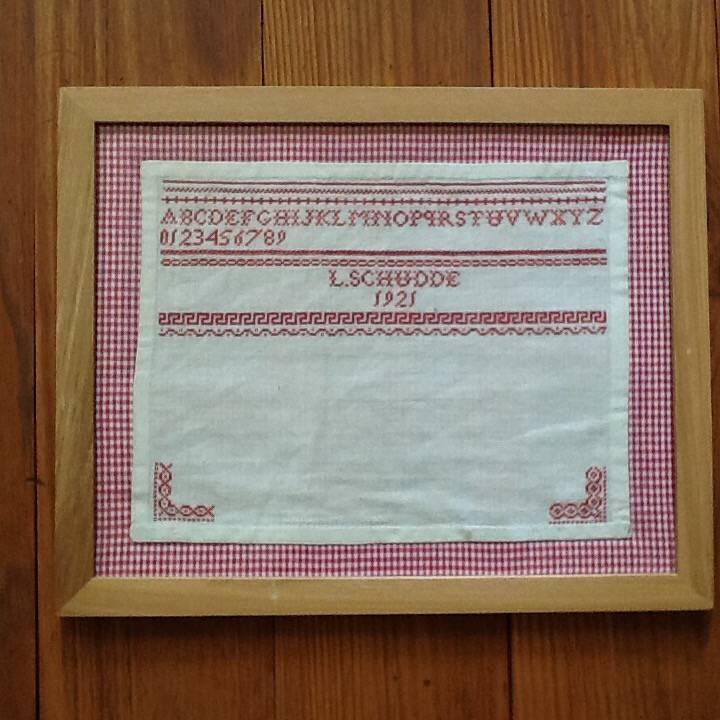 ABCDEFGHIJKLMNOPQRSTUVWXYZ
0123456789
L.SCHUDDE
1921